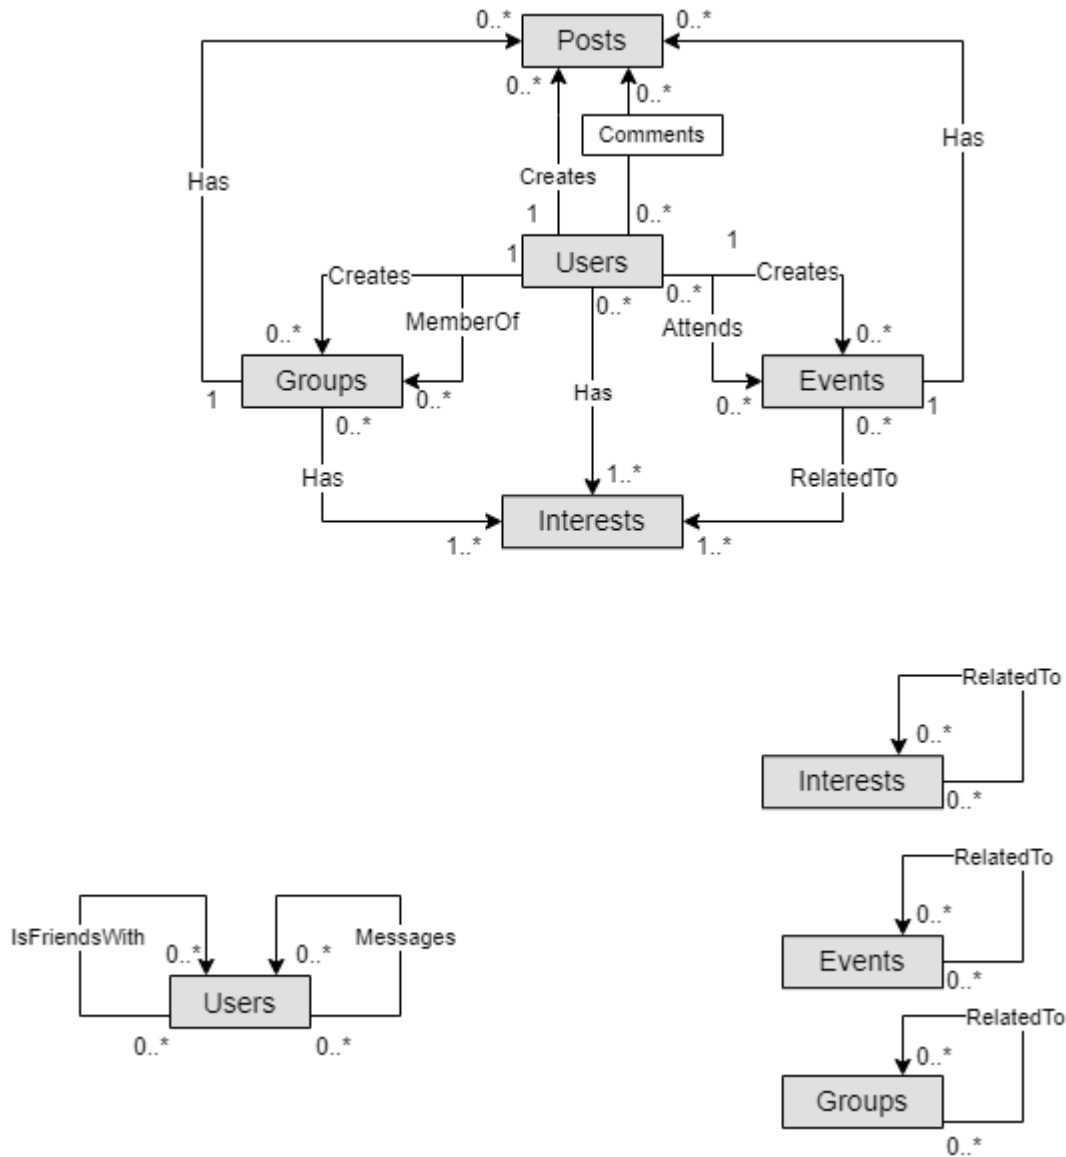 0..* Posts 0..*
0..* 0..*
Comments
Has
Has
Creates
1 0..*
1 Users 1
Creates 0..* 0..* Creates
MemberOf Attends
0..* 0..*
Groups Has Events
1 0..* 0..* 1
0..* 0..*
Has 1..* RelatedTo
Interests
1..* 1..*
RelatedTo
0..*
Interests
0..*
RelatedTo
0..*
Events
0..*
IsFriendsWith Messages
0..* 0..*
Users
0..* 0..*
RelatedTo
0..*
Groups
0..*